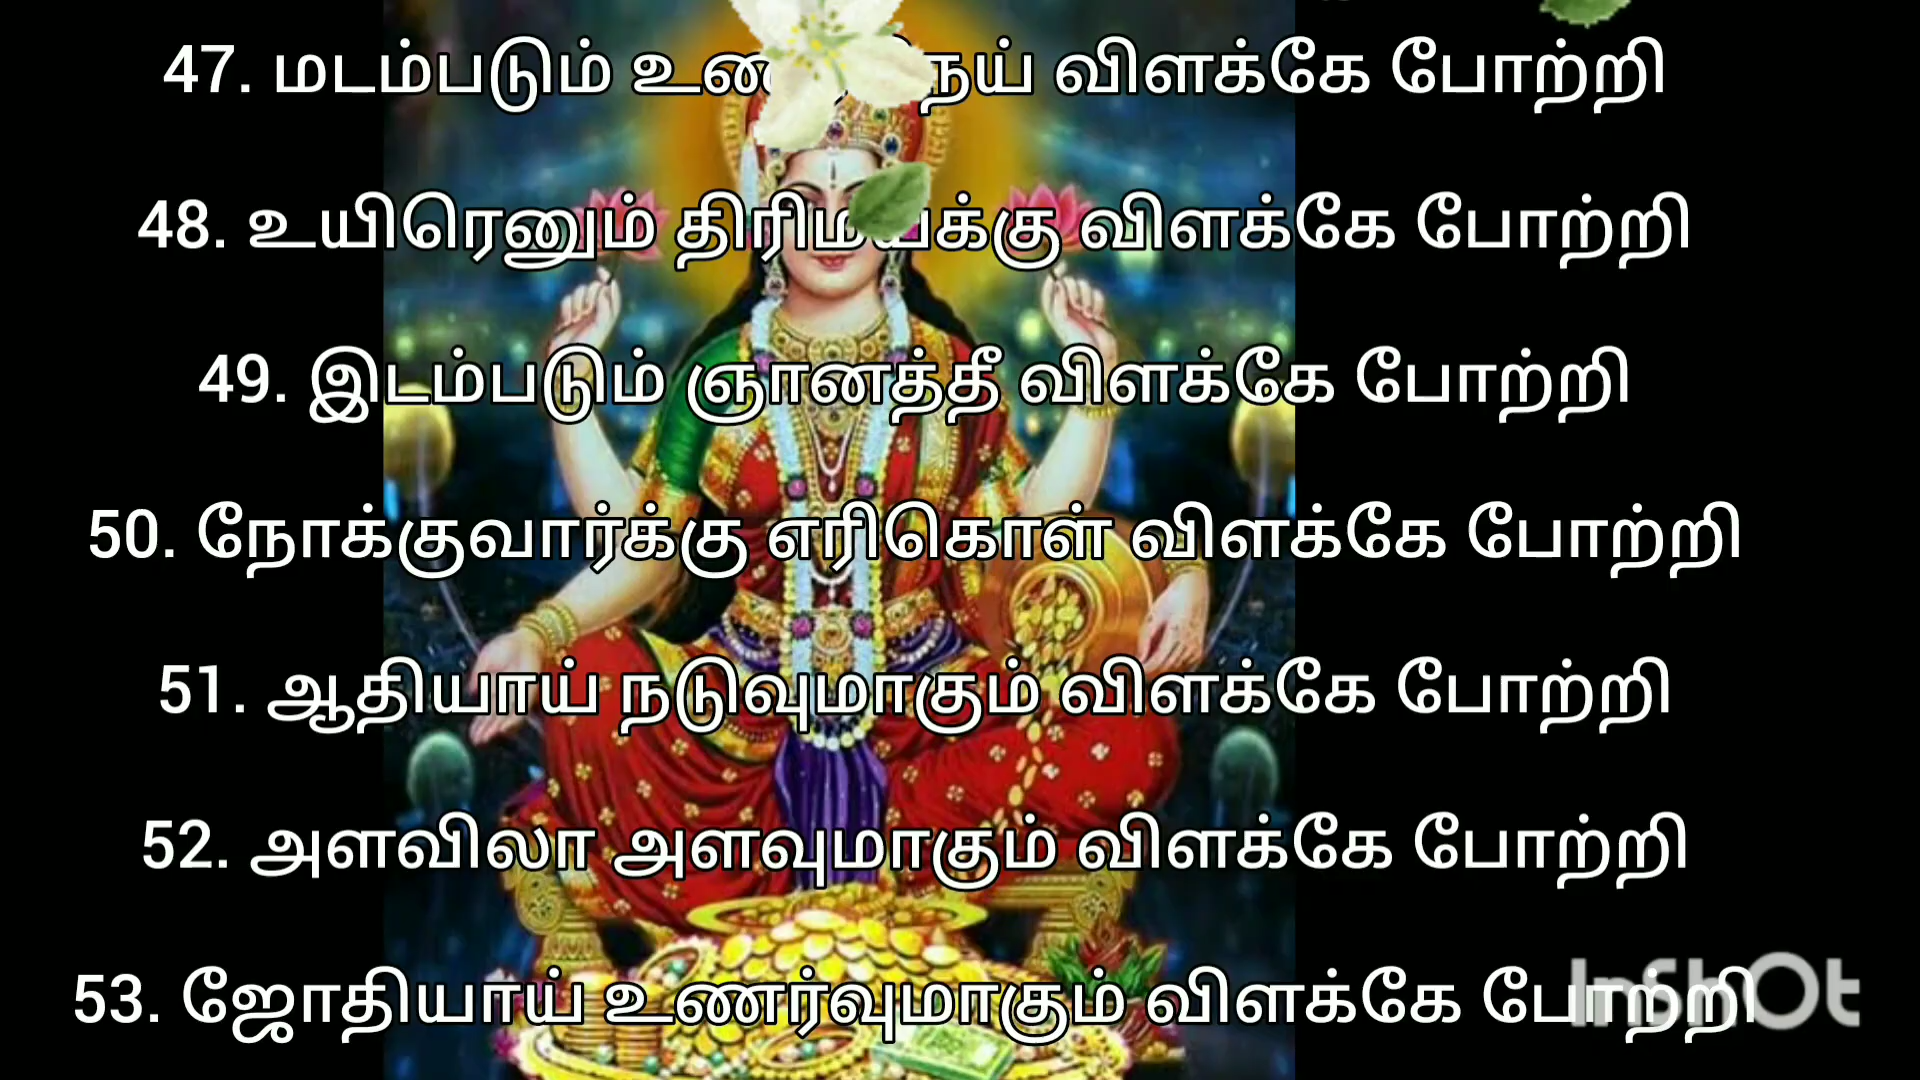 47. மடம்படும் நெய் விளக்கே போற்றி
48. உயிரெனும் திரிமயக்கு விளக்கே போற்றி
49. இடம்படும் ஞானத்தீ விளக்கே போற்றி
50. நோக்குவார்க்கு எரிகொள் விளக்கே போற்றி
51. ஆதியாய் நடுவுமாகும் விளக்கே போற்றி
52. அளவிலா அளவுமாகும் விளக்கே போற்றி
53. ஜோதியாய் உணர்வுமாகும் விளக்கே போற்றி
InShOt